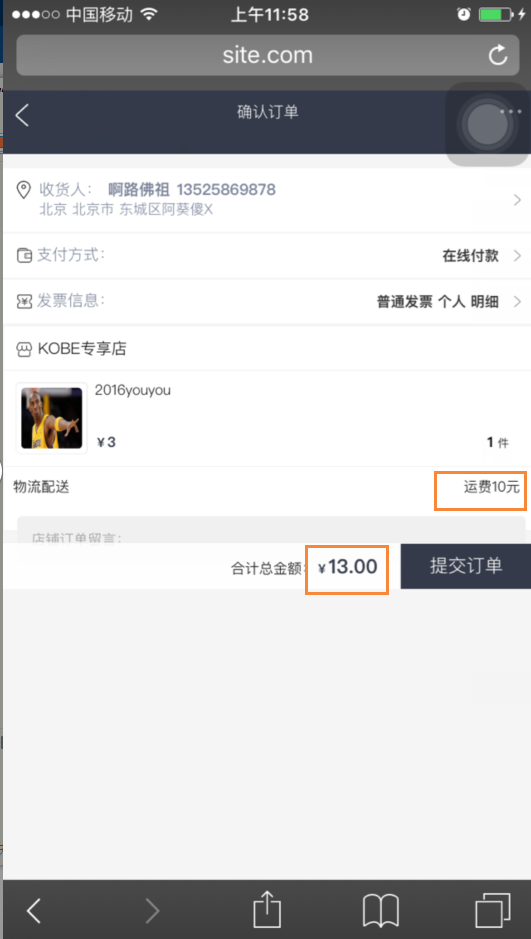 中国移动 上午11:58
site.com
确认订单
收货人： 啊路佛祖 13525869878
北京 北京市 东城区阿葵傻X
支付方式： 在线付款
发票信息： 普通发票 个人 明细
KOBE专享店
2016youyou
¥3 1 件
物流配送 运费10元
店铺订单留言：
合计总金额： ¥13.00 提交订单